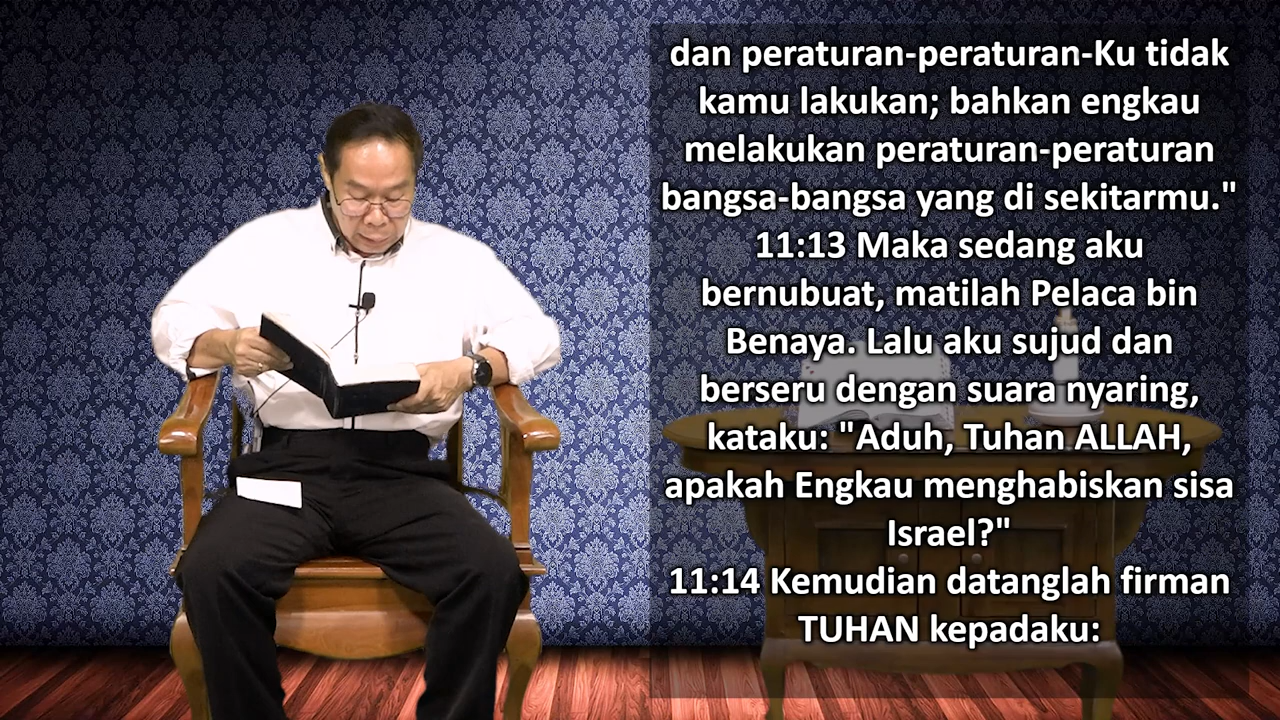 dan peraturan-peraturan-Ku tidak
kamu lakukan; bahkan engkau
melakukan peraturan-peraturan
bangsa-bangsa yang di sekitarmu."
11:13 Maka sedang aku
bernubuat, matilah Pelaca bin
Benaya. Lalu aku sujud dan
berseru dengan suara nyaring,
kataku: "Aduh, Tuhan ALLAH,
apakah Engkau menghabiskan sisa
Israel?"
11:14 Kemudian datanglah firman
TUHAN kepadaku: